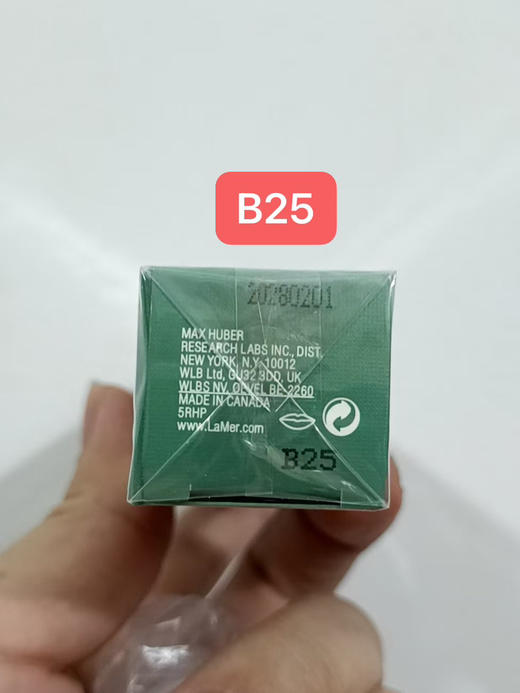 B25
20280201
MAX HUBER
RESEARCH LABS INC., DIST.
NEW YORK, N.Y. 10012
WLB Ltd, GU32 3DQ, UK
WLBS NV, OEVEL BE-2260
MADE IN CANADA
5RHP
www.LaMer.com
B25